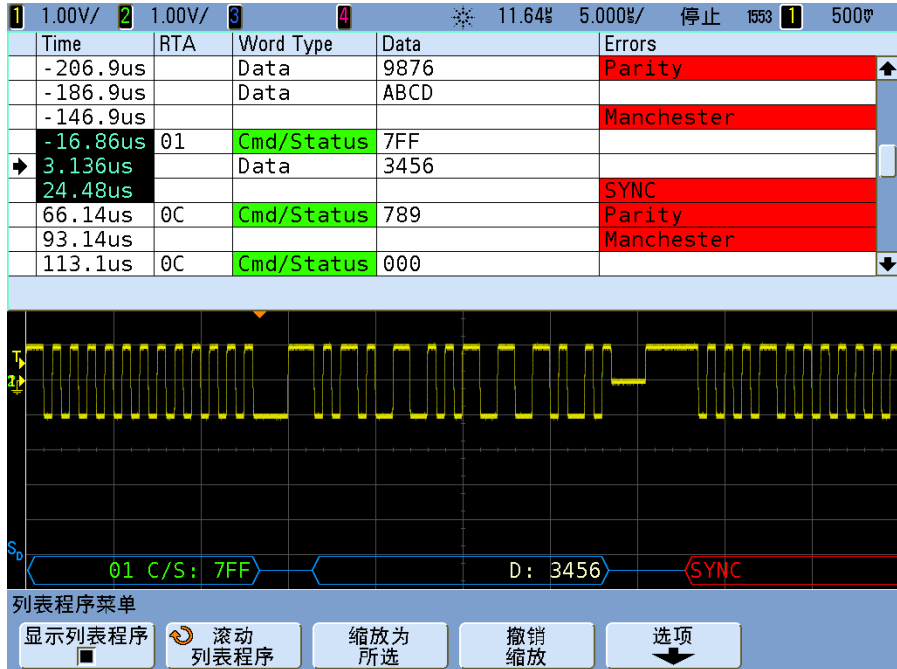 1 1.00V/ 2 1.00V/ 3 4 11.64us 5.000us/ 停止 1553 1 500mV
Time RTA Word Type Data Errors
-206.9us Data 9876 Parity
-186.9us Data ABCD
-146.9us Manchester
-16.86us 01 Cmd/Status 7FF
3.136us Data 3456
24.48us SYNC
66.14us 0C Cmd/Status 789 Parity
93.14us Manchester
113.1us 0C Cmd/Status 000
T
2
SD
01 C/S: 7FF D: 3456 SYNC
列表程序菜单
显示列表程序 滚动 缩放为 撤销 选项
列表程序 所选 缩放